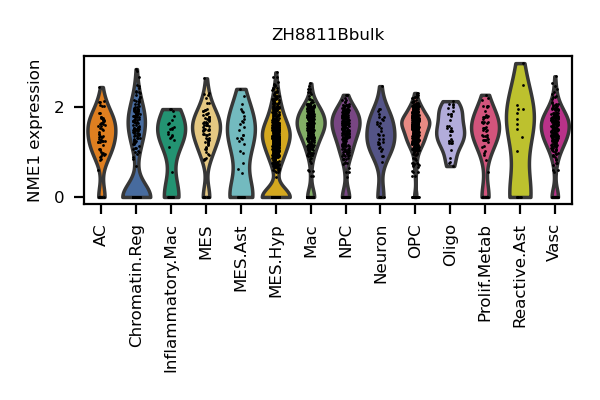 ZH8811Bbulk
NME1 expression
2
0
AC
Chromatin.Reg
Inflammatory.Mac
MES
MES.Ast
MES.Hyp
Mac
NPC
Neuron
OPC
Oligo
Prolif.Metab
Reactive.Ast
Vasc